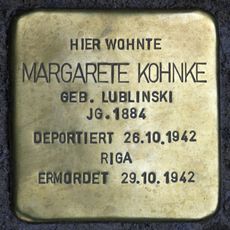 HIER WOHNTE
MARGARETE KOHNKE
GEB. LUBLINSKI
JG. 1884
DEPORTIERT 26.10.1942
RIGA
ERMORDET 29.10.1942